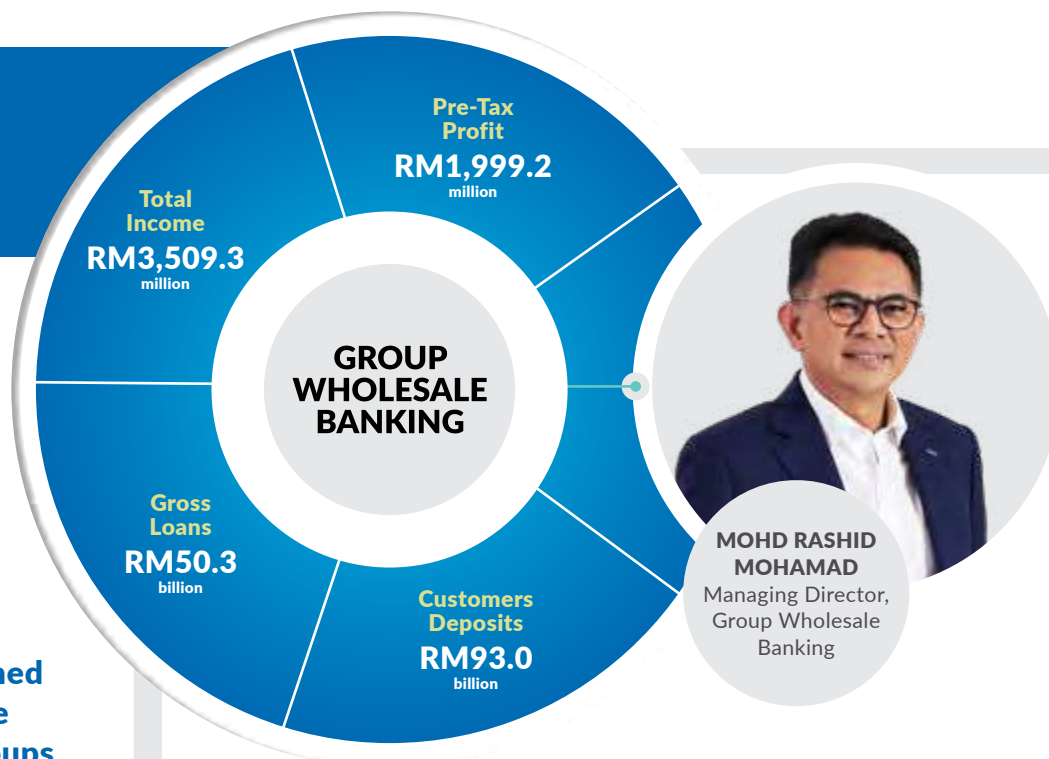 Pre-Tax
Profit
RM1,999.2
million
Total
Income
RM3,509.3
million
GROUP
WHOLESALE
BANKING
Gross
Loans
RM50.3
billion
Customers
Deposits
RM93.0
billion
MOHD RASHID
MOHAMAD
Managing Director,
Group Wholesale
Banking